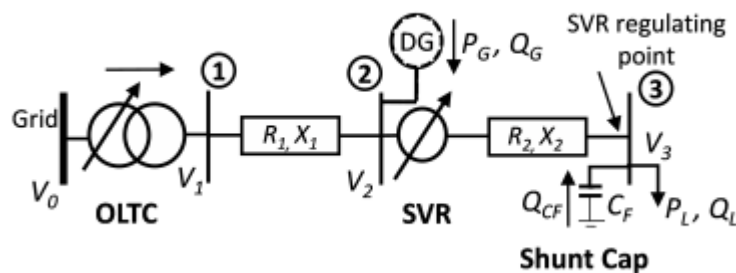 SVR regulating
point
DG
P_G, Q_G
①
②
③
Grid
R_1, X_1
R_2, X_2
V_0
V_1
V_2
V_3
OLTC
SVR
Q_CF
C_F
P_L, Q_L
Shunt Cap